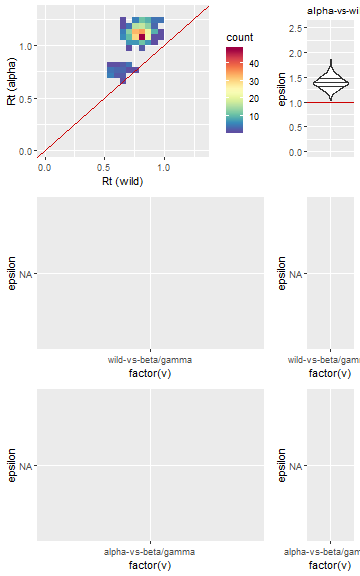 alpha-vs-wi
Rt (alpha)
1.0
0.5
0.0
0.0
0.5
1.0
Rt (wild)
count
40
30
20
10
epsilon
2.5
2.0
1.5
1.0
0.5
0.0
epsilon
NA
wild-vs-beta/gamma
factor(v)
epsilon
NA
wild-vs-beta/gam
factor(v)
epsilon
NA
alpha-vs-beta/gamma
factor(v)
epsilon
NA
alpha-vs-beta/gam
factor(v)